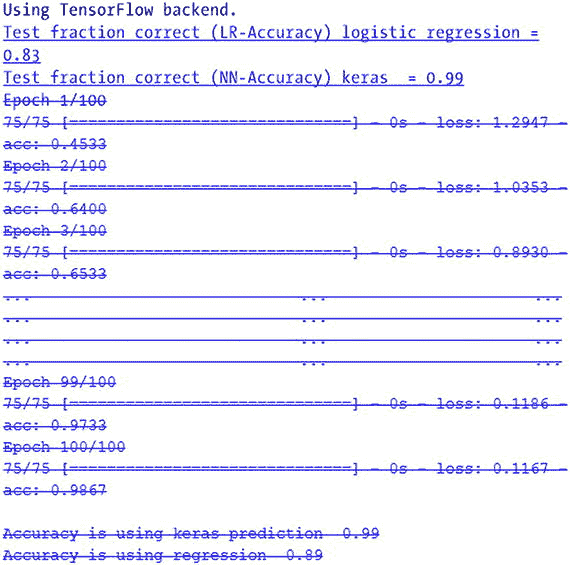 Using TensorFlow backend.
Test fraction correct (LR-Accuracy) logistic regression =
0.83
Test fraction correct (NN-Accuracy) keras  = 0.99
Epoch 1/100
75/75 [==============================] - 0s - loss: 1.2947 -
acc: 0.4533
Epoch 2/100
75/75 [==============================] - 0s - loss: 1.0353 -
acc: 0.6400
Epoch 3/100
75/75 [==============================] - 0s - loss: 0.8930 -
acc: 0.6533
... ... ...
... ... ...
... ... ...
... ... ...
Epoch 99/100
75/75 [==============================] - 0s - loss: 0.1186 -
acc: 0.9733
Epoch 100/100
75/75 [==============================] - 0s - loss: 0.1167 -
acc: 0.9867
Accuracy is using keras prediction  0.99
Accuracy is using regression  0.89